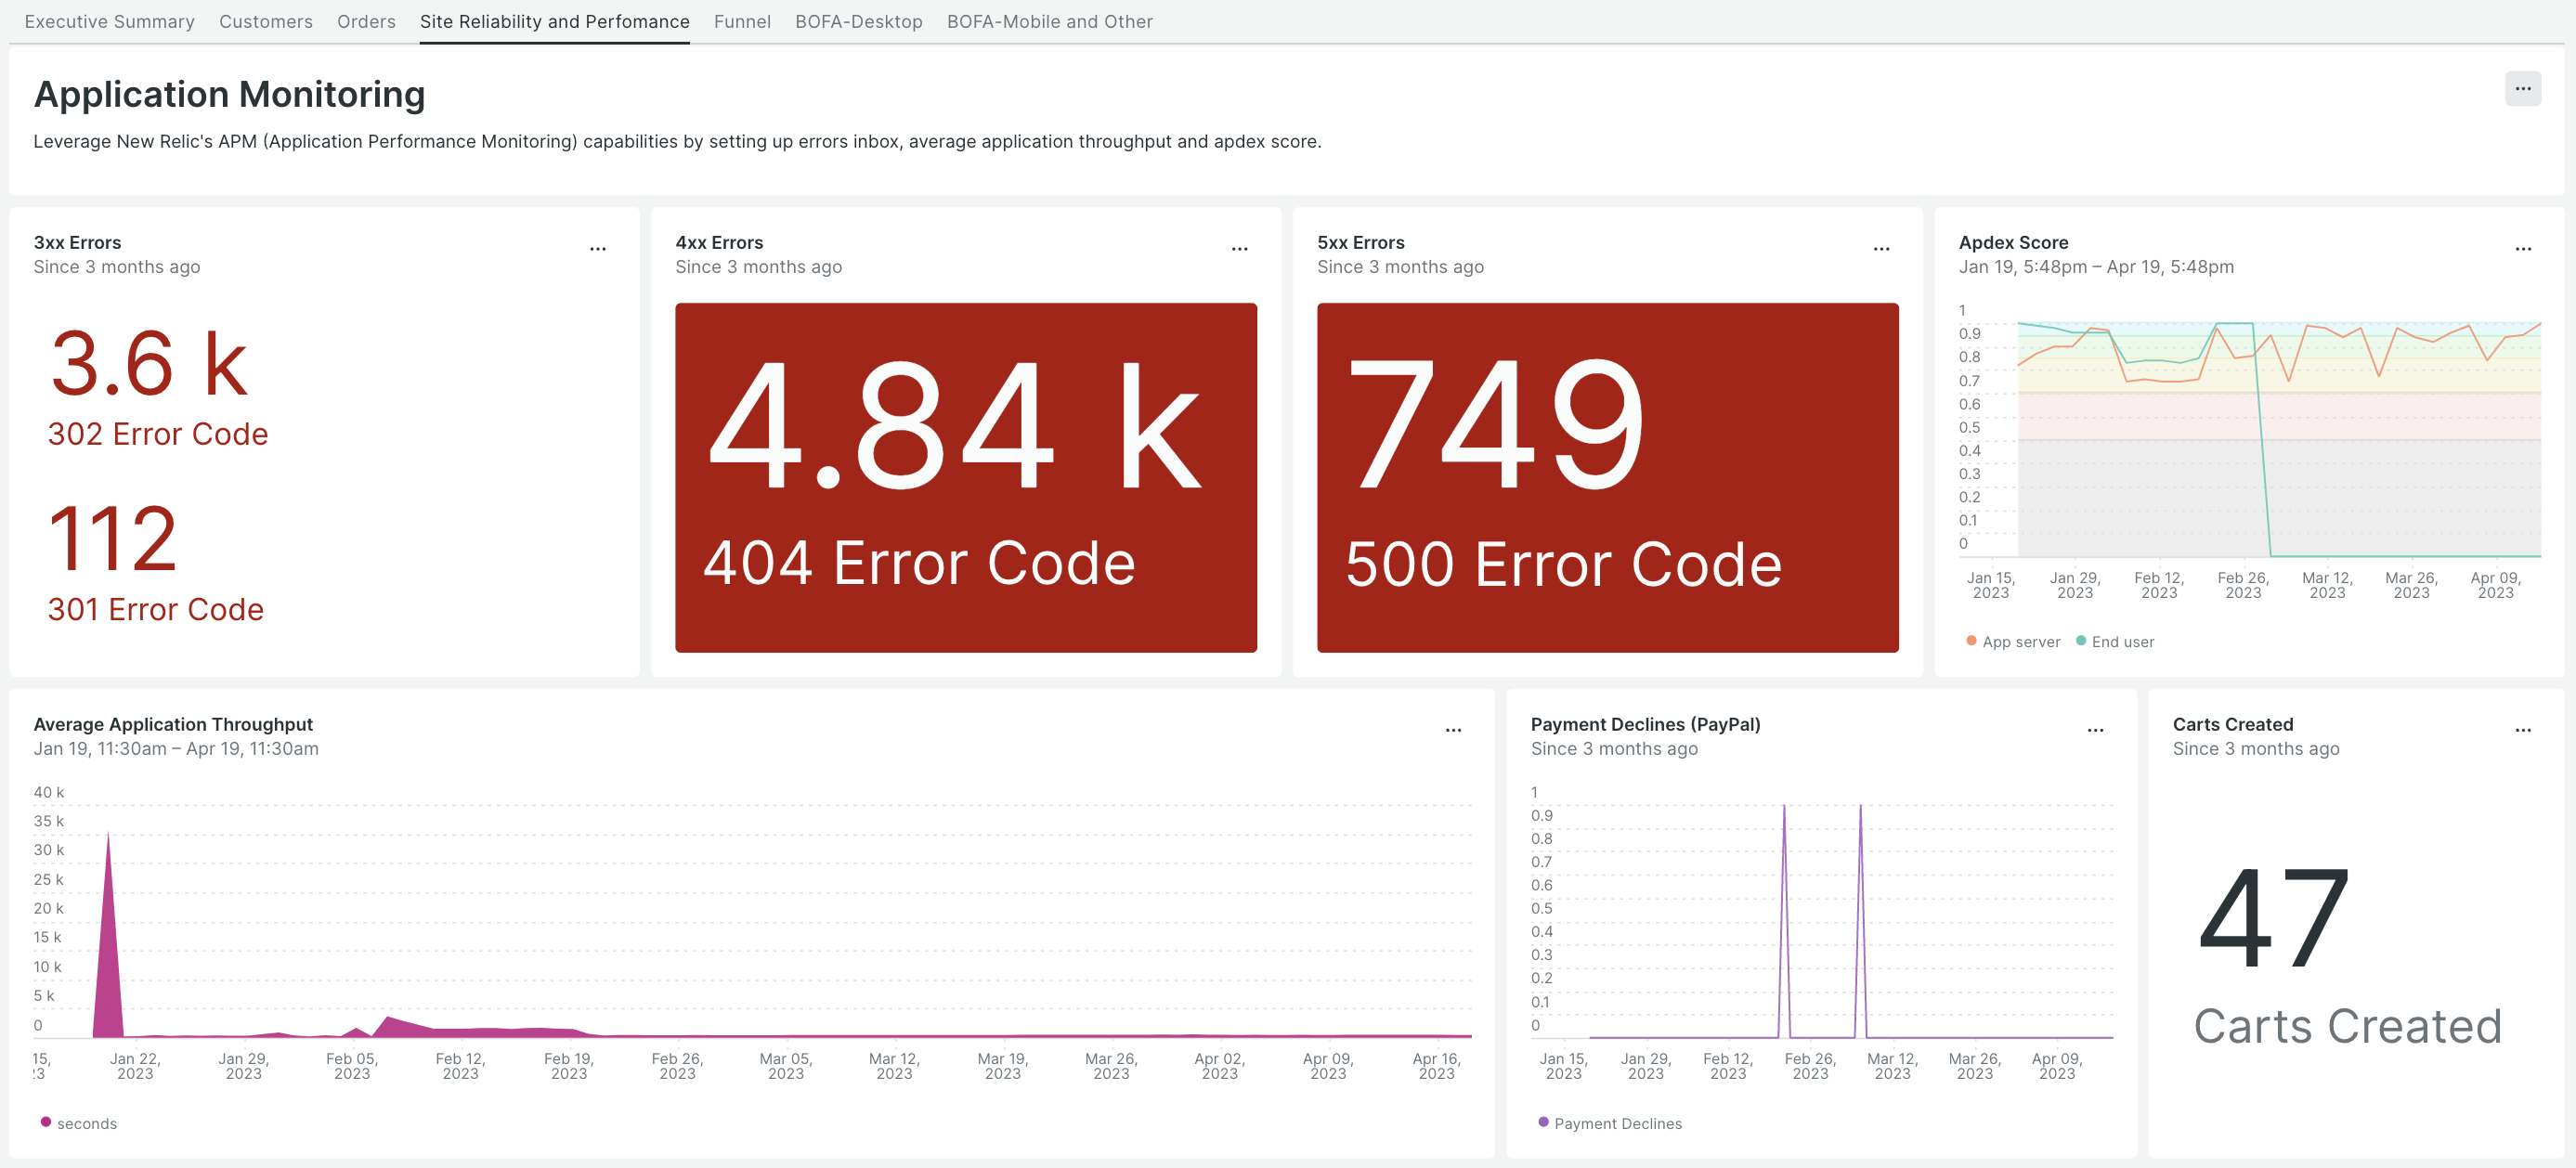 Executive Summary Customers Orders Site Reliability and Perfomance Funnel BOFA-Desktop BOFA-Mobile and Other
Application Monitoring
Leverage New Relic's APM (Application Performance Monitoring) capabilities by setting up errors inbox, average application throughput and apdex score.
3xx Errors
Since 3 months ago
3.6 k
302 Error Code
112
301 Error Code
4xx Errors
Since 3 months ago
4.84 k
404 Error Code
5xx Errors
Since 3 months ago
749
500 Error Code
Apdex Score
Jan 19, 5:48pm – Apr 19, 5:48pm
1
0.9
0.8
0.7
0.6
0.5
0.4
0.3
0.2
0.1
0
Jan 15, Jan 29, Feb 12, Feb 26, Mar 12, Mar 26, Apr 09,
2023 2023 2023 2023 2023 2023 2023
App server End user
Average Application Throughput
Jan 19, 11:30am – Apr 19, 11:30am
40 k
35 k
30 k
25 k
20 k
15 k
10 k
5 k
0
15, Jan 22, Jan 29, Feb 05, Feb 12, Feb 19, Feb 26, Mar 05, Mar 12, Mar 19, Mar 26, Apr 02, Apr 09, Apr 16,
23 2023 2023 2023 2023 2023 2023 2023 2023 2023 2023 2023 2023 2023
seconds
Payment Declines (PayPal)
Since 3 months ago
1
0.9
0.8
0.7
0.6
0.5
0.4
0.3
0.2
0.1
0
Jan 15, Jan 29, Feb 12, Feb 26, Mar 12, Mar 26, Apr 09,
2023 2023 2023 2023 2023 2023 2023
Payment Declines
Carts Created
Since 3 months ago
47
Carts Created